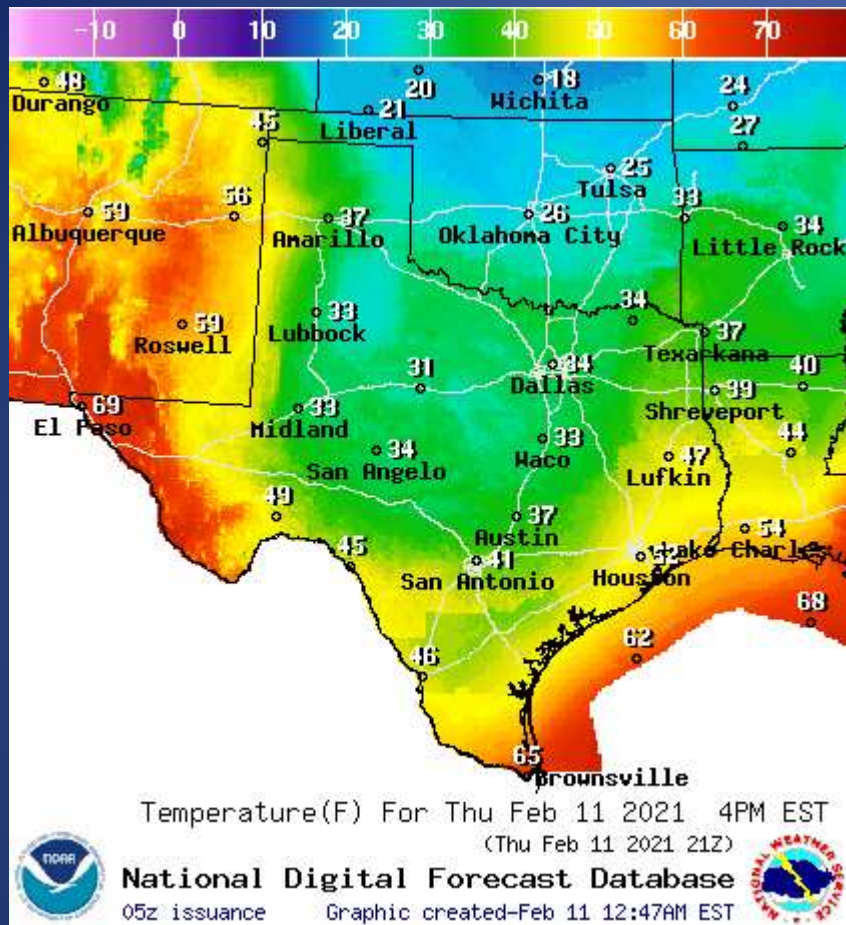 -10 0 10 20 30 40 50 60 70
48
Durango
20
18
Wichita
24
21
Liberal
45
27
25
Tulsa
59
Albuquerque
56
37
Amarillo
26
Oklahoma City
33
34
Little Rock
59
Roswell
33
Lubbock
34
37
Texarkana
31
34
Dallas
39
Shreveport
40
69
El Paso
33
Midland
34
San Angelo
33
Waco
47
Lufkin
44
49
37
Austin
54
Lake Charles
45
41
San Antonio
52
Houston
68
62
46
65
Brownsville
Temperature(F) For Thu Feb 11 2021 4PM EST
(Thu Feb 11 2021 21Z)
National Digital Forecast Database
05z issuance Graphic created-Feb 11 12:47AM EST
NOAA
NATIONAL WEATHER SERVICE